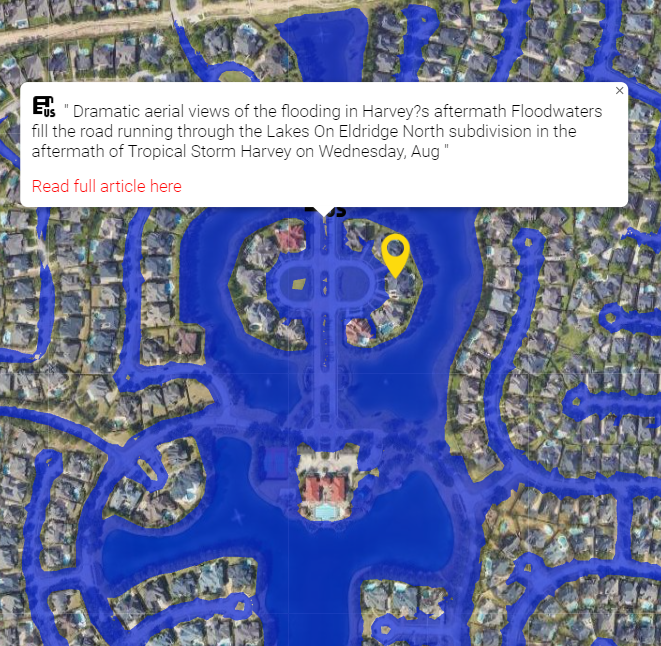 " Dramatic aerial views of the flooding in Harvey?s aftermath Floodwaters
fill the road running through the Lakes On Eldridge North subdivision in the
aftermath of Tropical Storm Harvey on Wednesday, Aug "
Read full article here